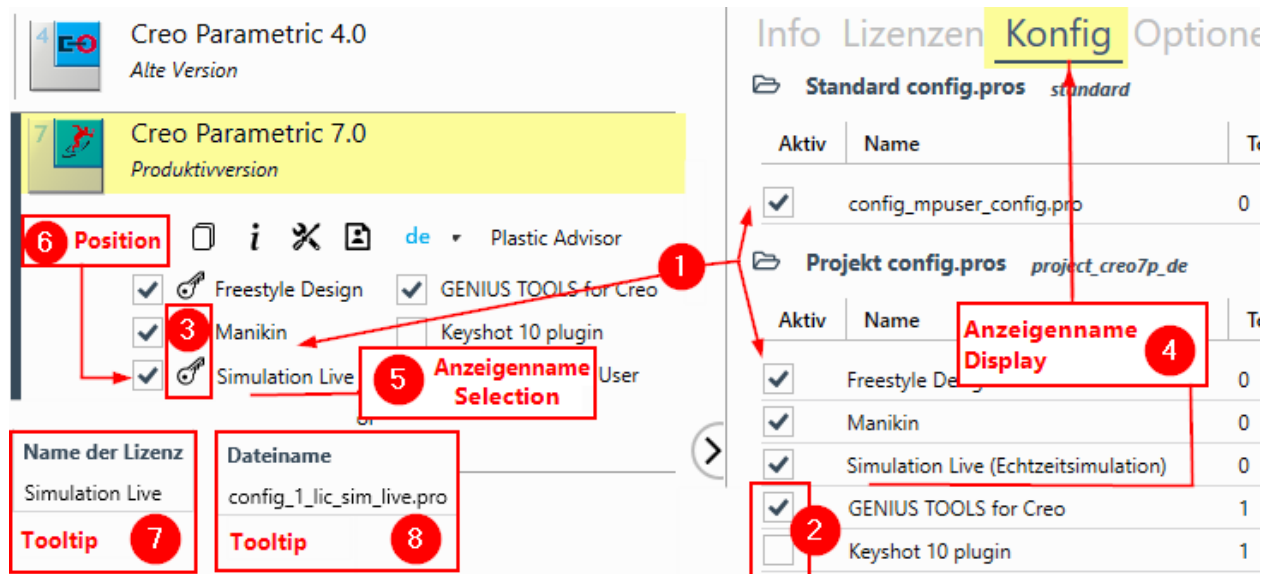 4
Creo Parametric 4.0
Alte Version
7
Creo Parametric 7.0
Produktivversion
6 Position
i
de
Plastic Advisor
Freestyle Design
GENIUS TOOLS for Creo
3
Manikin
Keyshot 10 plugin
Simulation Live
5
Anzeigenname
Selection
User
Name der Lizenz
Simulation Live
Tooltip 7
Dateiname
config_1_lic_sim_live.pro
Tooltip 8
1
Info Lizenzen Konfig Optione
Standard config.pros standard
Aktiv Name
config_mpuser_config.pro 0
Projekt config.pros project_creo7p_de
Aktiv Name
Anzeigenname
Display
4
Freestyle De 0
Manikin 0
Simulation Live (Echtzeitsimulation) 0
GENIUS TOOLS for Creo 1
2
Keyshot 10 plugin 1